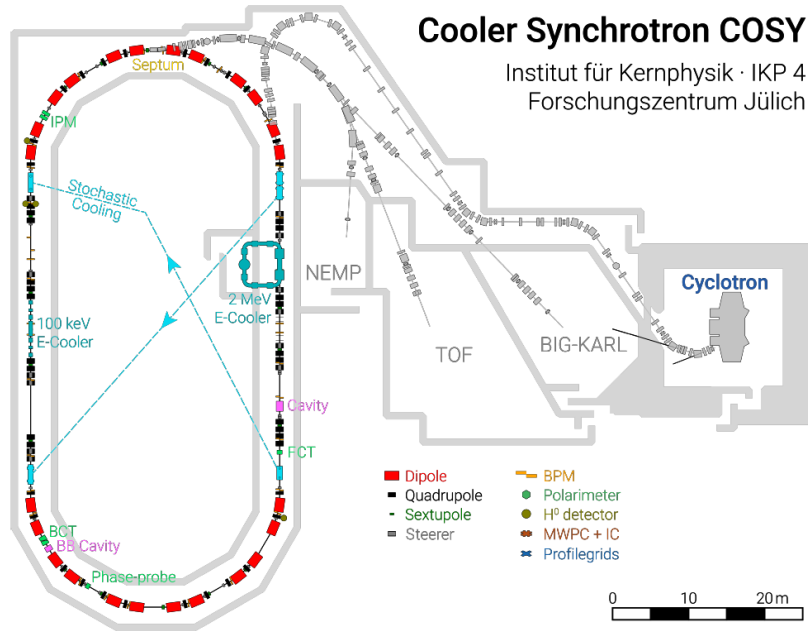 Cooler Synchrotron COSY
Institut für Kernphysik · IKP 4
Forschungszentrum Jülich
Septum
IPM
Stochastic
Cooling
NEMP
Cyclotron
2 MeV
E-Cooler
100 keV
E-Cooler
TOF
BIG-KARL
Cavity
FCT
Dipole
Quadrupole
Sextupole
Steerer
BPM
Polarimeter
H⁰ detector
MWPC + IC
Profilegrids
BCT
BB Cavity
Phase-probe
0 10 20 m